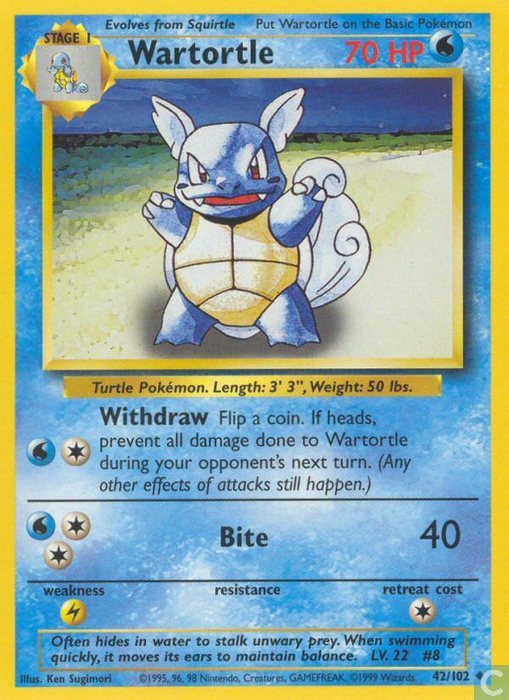 Evolves from Squirtle Put Wartortle on the Basic Pokémon
STAGE 1
Wartortle 70 HP
Turtle Pokémon. Length: 3' 3", Weight: 50 lbs.
Withdraw Flip a coin. If heads,
prevent all damage done to Wartortle
during your opponent's next turn. (Any
other effects of attacks still happen.)
Bite 40
weakness resistance retreat cost
Often hides in water to stalk unwary prey. When swimming
quickly, it moves its ears to maintain balance. LV. 22 #8
Illus. Ken Sugimori ©1995, 96, 98 Nintendo, Creatures, GAMEFREAK. ©1999 Wizards. 42/102
C